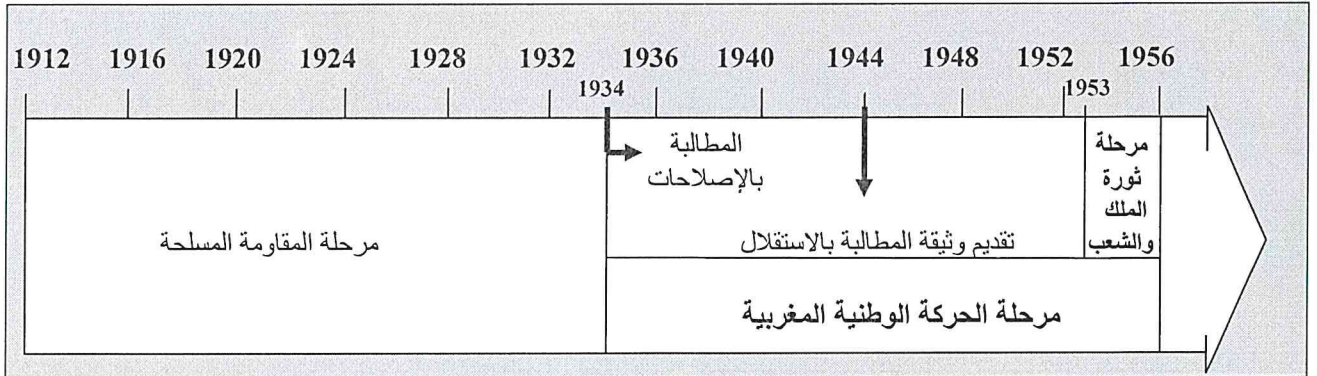 1912 1916 1920 1924 1928 1932 1936 1940 1944 1948 1952 1956
1934 1953
المطالبة
بالإصلاحات
مرحلة
ثورة
الملك
والشعب
مرحلة المقاومة المسلحة
تقديم وثيقة المطالبة بالاستقلال
مرحلة الحركة الوطنية المغربية